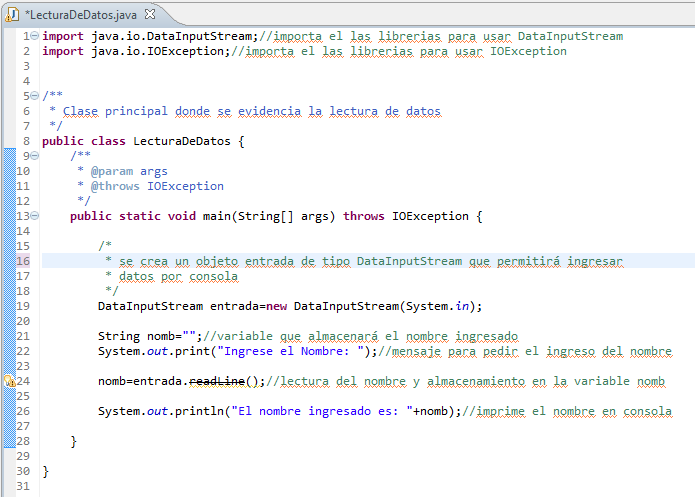 *LecturaDeDatos.java
1 import java.io.DataInputStream;//importa el las librerias para usar DataInputStream
2 import java.io.IOException;//importa el las librerias para usar IOException
3
4
5 /**
6 * Clase principal donde se evidencia la lectura de datos
7 */
8 public class LecturaDeDatos {
9 /**
10 * @param args
11 * @throws IOException
12 */
13 public static void main(String[] args) throws IOException {
14
15 /*
16 * se crea un objeto entrada de tipo DataInputStream que permitirá ingresar
17 * datos por consola
18 */
19 DataInputStream entrada=new DataInputStream(System.in);
20
21 String nomb="";//variable que almacenará el nombre ingresado
22 System.out.print("Ingrese el Nombre: ");//mensaje para pedir el ingreso del nombre
23
24 nomb=entrada.readLine();//lectura del nombre y almacenamiento en la variable nomb
25
26 System.out.println("El nombre ingresado es: "+nomb);//imprime el nombre en consola
27
28 }
29
30 }
31